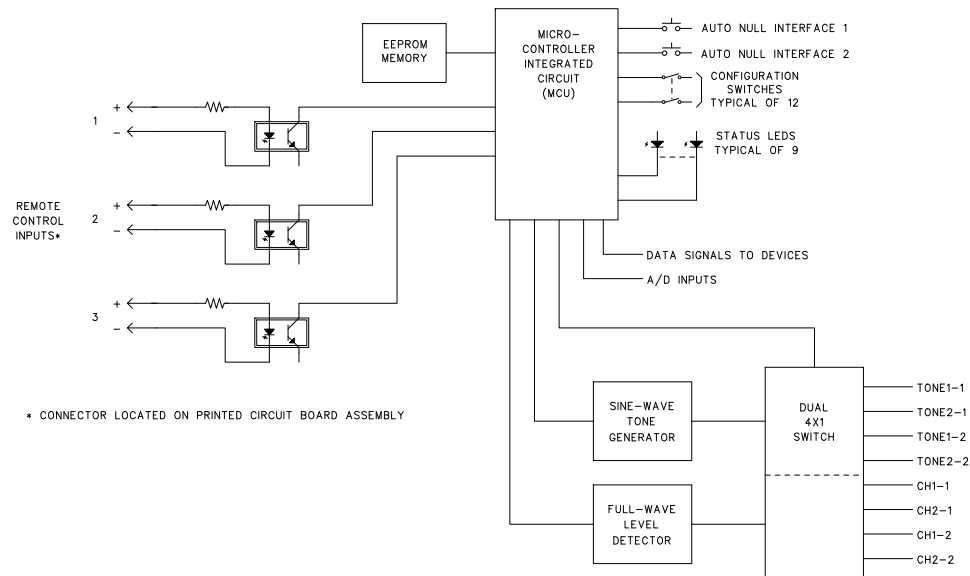 EEPROM
MEMORY
MICRO-
CONTROLLER
INTEGRATED
CIRCUIT
(MCU)
AUTO NULL INTERFACE 1
AUTO NULL INTERFACE 2
CONFIGURATION
SWITCHES
TYPICAL OF 12
STATUS LEDS
TYPICAL OF 9
1
+
−
REMOTE
CONTROL
INPUTS*
2
+
−
3
+
−
DATA SIGNALS TO DEVICES
A/D INPUTS
* CONNECTOR LOCATED ON PRINTED CIRCUIT BOARD ASSEMBLY
SINE-WAVE
TONE
GENERATOR
FULL-WAVE
LEVEL
DETECTOR
DUAL
4X1
SWITCH
TONE1-1
TONE2-1
TONE1-2
TONE2-2
CH1-1
CH2-1
CH1-2
CH2-2